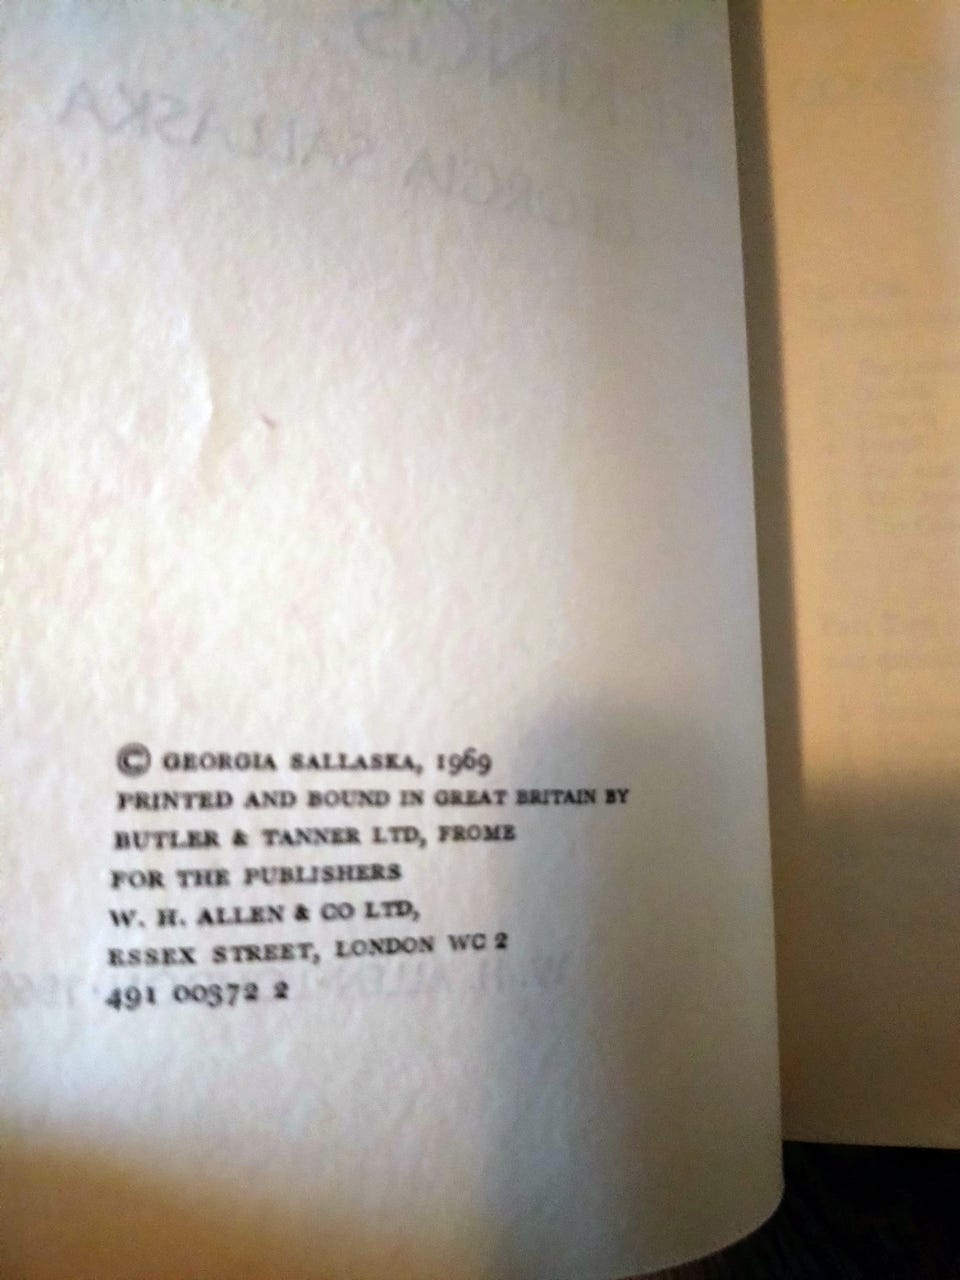 © GEORGIA SALLASKA, 1969
PRINTED AND BOUND IN GREAT BRITAIN BY
BUTLER & TANNER LTD, FROME
FOR THE PUBLISHERS
W. H. ALLEN & CO LTD,
ESSEX STREET, LONDON WC 2
491 00372 2